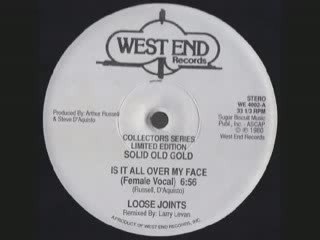 WEST END
Records
STEREO
WE 4002-A
33 1/3 RPM
Sugar Biscuit Music
Publ., Inc. - ASCAP
© ℗ 1980
West End Records
Produced By: Arthur Russell
& Steve D'Aquisto
COLLECTORS SERIES
LIMITED EDITION
SOLID OLD GOLD
IS IT ALL OVER MY FACE
(Female Vocal) 6:56
(Russell, D'Aquisto)
LOOSE JOINTS
Remixed By: Larry Levan
A PRODUCT OF WEST END RECORDS, INC.